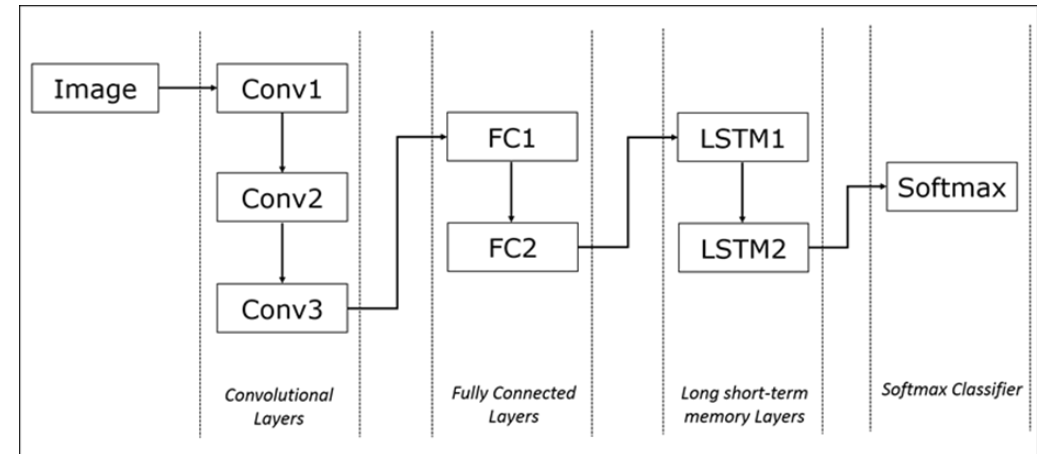 Image
Conv1
Conv2
Conv3
Convolutional
Layers
FC1
FC2
Fully Connected
Layers
LSTM1
LSTM2
Long short-term
memory Layers
Softmax
Softmax Classifier